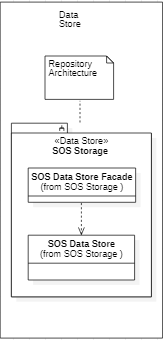 Data
Store
Repository
Architecture
«Data Store»
SOS Storage
SOS Data Store Facade
(from SOS Storage )
SOS Data Store
(from SOS Storage )